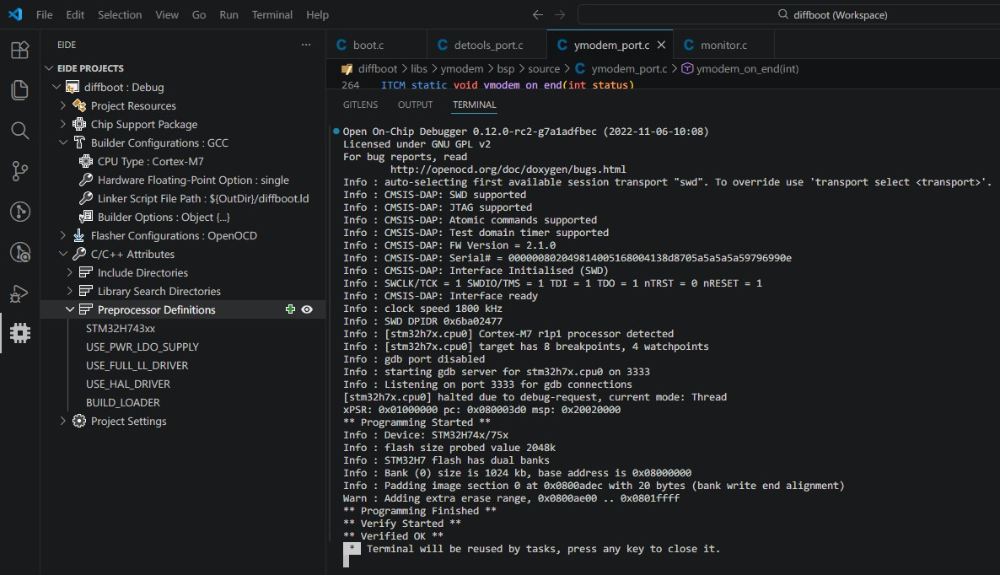 File Edit Selection View Go Run Terminal Help
diffboot (Workspace)
EIDE
EIDE PROJECTS
diffboot : Debug
Project Resources
Chip Support Package
Builder Configurations : GCC
CPU Type : Cortex-M7
Hardware Floating-Point Option : single
Linker Script File Path : ${OutDir}/diffboot.ld
Builder Options : Object {...}
Flasher Configurations : OpenOCD
C/C++ Attributes
Include Directories
Library Search Directories
Preprocessor Definitions
STM32H743xx
USE_PWR_LDO_SUPPLY
USE_FULL_LL_DRIVER
USE_HAL_DRIVER
BUILD_LOADER
Project Settings
boot.c detools_port.c ymodem_port.c monitor.c
diffboot > libs > ymodem > bsp > source > ymodem_port.c > ymodem_on_end(int)
264 ITCM static void ymodem_on_end(int status)
GITLENS OUTPUT TERMINAL
Open On-Chip Debugger 0.12.0-rc2-g7a1adfbec (2022-11-06-10:08)
Licensed under GNU GPL v2
For bug reports, read
http://openocd.org/doc/doxygen/bugs.html
Info : auto-selecting first available session transport "swd". To override use 'transport select <transport>'.
Info : CMSIS-DAP: SWD supported
Info : CMSIS-DAP: JTAG supported
Info : CMSIS-DAP: Atomic commands supported
Info : CMSIS-DAP: Test domain timer supported
Info : CMSIS-DAP: FW Version = 2.1.0
Info : CMSIS-DAP: Serial# = 000000802049814005168004138d8705a5a5a5a59796990e
Info : CMSIS-DAP: Interface Initialised (SWD)
Info : SWCLK/TCK = 1 SWDIO/TMS = 1 TDI = 1 TDO = 1 nTRST = 0 nRESET = 1
Info : CMSIS-DAP: Interface ready
Info : clock speed 1800 kHz
Info : SWD DPIDR 0x6ba02477
Info : [stm32h7x.cpu0] Cortex-M7 r1p1 processor detected
Info : [stm32h7x.cpu0] target has 8 breakpoints, 4 watchpoints
Info : gdb port disabled
Info : starting gdb server for stm32h7x.cpu0 on 3333
Info : Listening on port 3333 for gdb connections
[stm32h7x.cpu0] halted due to debug-request, current mode: Thread
xPSR: 0x01000000 pc: 0x080003d0 msp: 0x20020000
** Programming Started **
Info : Device: STM32H74x/75x
Info : flash size probed value 2048k
Info : STM32H7 flash has dual banks
Info : Bank (0) size is 1024 kb, base address is 0x08000000
Info : Padding image section 0 at 0x0800adec with 20 bytes (bank write end alignment)
Warn : Adding extra erase range, 0x0800ae00 .. 0x0801ffff
** Programming Finished **
** Verify Started **
** Verified OK **
* Terminal will be reused by tasks, press any key to close it.